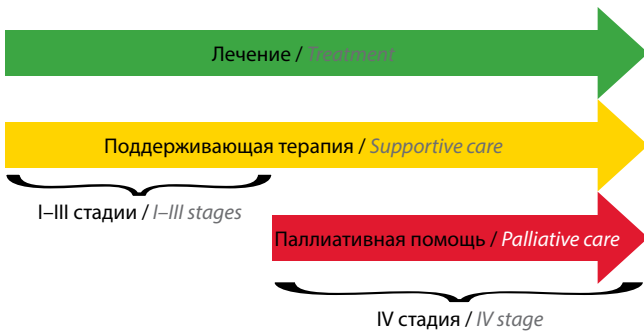 Лечение / Treatment
Поддерживающая терапия / Supportive care
I–III стадии / I–III stages
Паллиативная помощь / Palliative care
IV стадия / IV stage